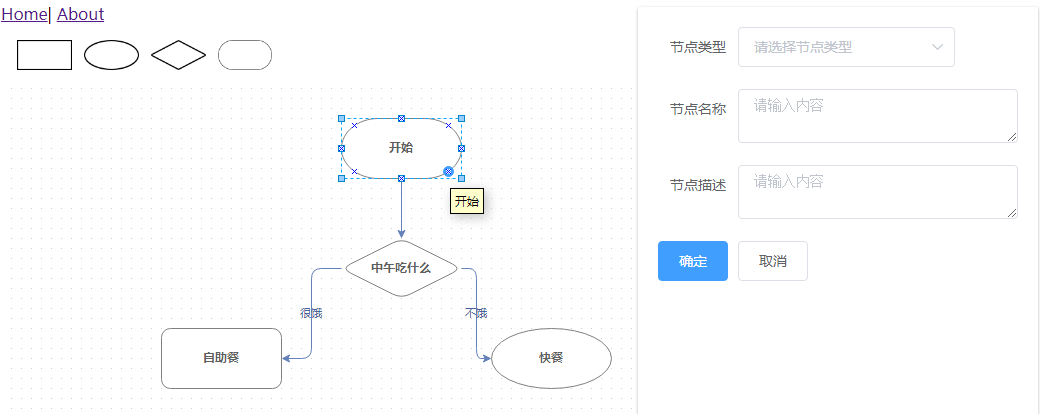 Home| About
开始
开始
中午吃什么
很饿
不饿
自助餐
快餐
节点类型 请选择节点类型
节点名称 请输入内容
节点描述 请输入内容
确定 取消